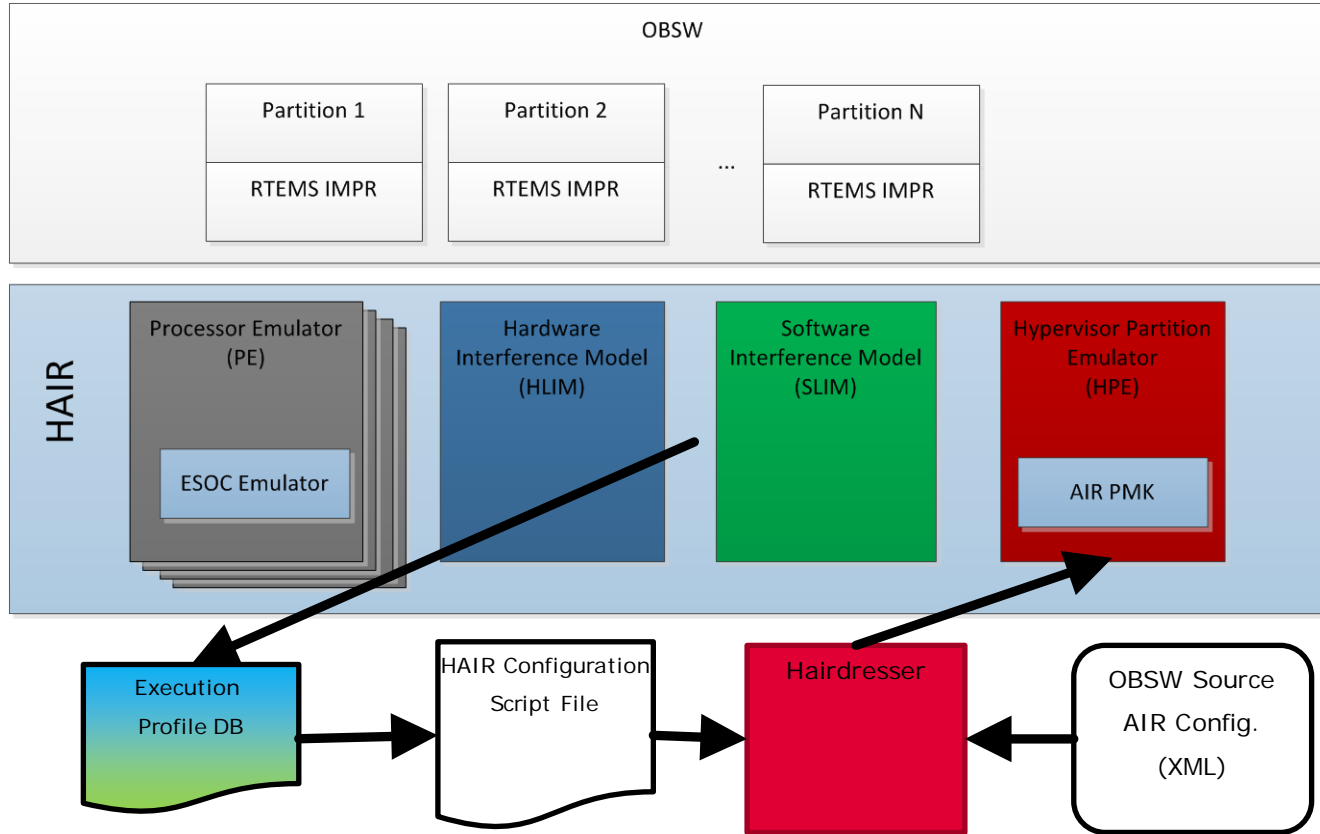 OBSW
Partition 1
RTEMS IMPR
Partition 2
RTEMS IMPR
...
Partition N
RTEMS IMPR
HAIR
Processor Emulator
(PE)
ESOC Emulator
Hardware
Interference Model
(HLIM)
Software
Interference Model
(SLIM)
Hypervisor Partition
Emulator
(HPE)
AIR PMK
Execution
Profile DB
HAIR Configuration
Script File
Hairdresser
OBSW Source
AIR Config.
(XML)